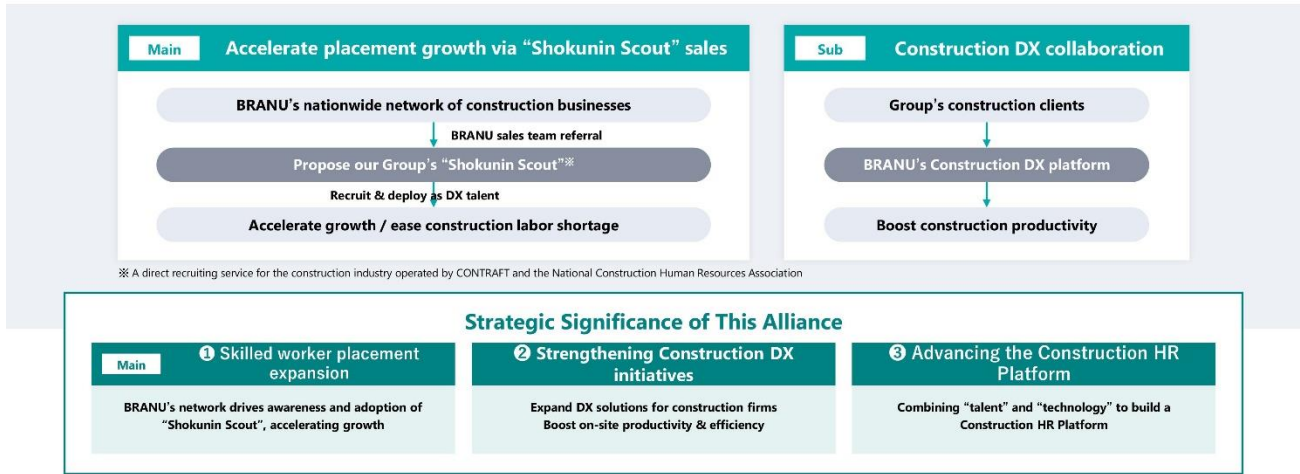 Main
Accelerate placement growth via “Shokunin Scout” sales
BRANU’s nationwide network of construction businesses
BRANU sales team referral
Propose our Group’s “Shokunin Scout”※
Recruit & deploy as DX talent
Accelerate growth / ease construction labor shortage
Sub
Construction DX collaboration
Group’s construction clients
BRANU’s Construction DX platform
Boost construction productivity
※ A direct recruiting service for the construction industry operated by CONTRAFT and the National Construction Human Resources Association
Strategic Significance of This Alliance
Main
❶ Skilled worker placement
expansion
BRANU’s network drives awareness and adoption of
“Shokunin Scout”, accelerating growth
❷ Strengthening Construction DX
initiatives
Expand DX solutions for construction firms
Boost on-site productivity & efficiency
❸ Advancing the Construction HR
Platform
Combining “talent” and “technology” to build a
Construction HR Platform